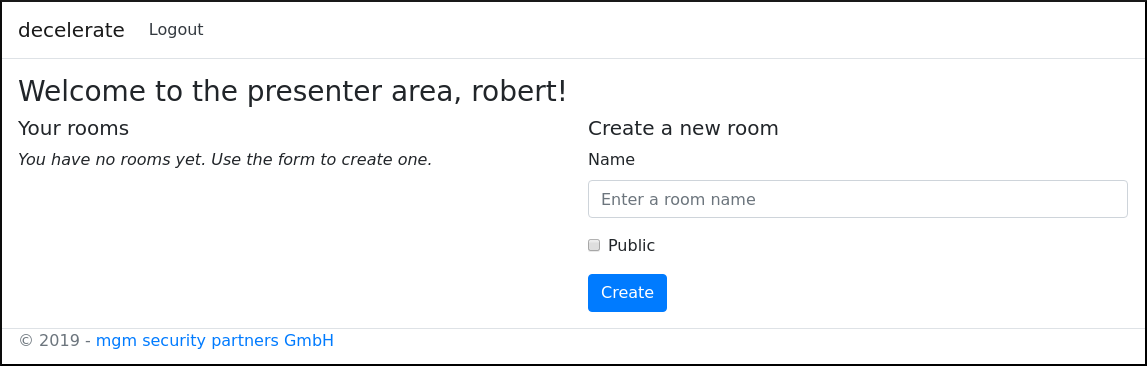 decelerate Logout
Welcome to the presenter area, robert!
Your rooms
You have no rooms yet. Use the form to create one.
Create a new room
Name
Enter a room name
Public
Create
© 2019 - mgm security partners GmbH